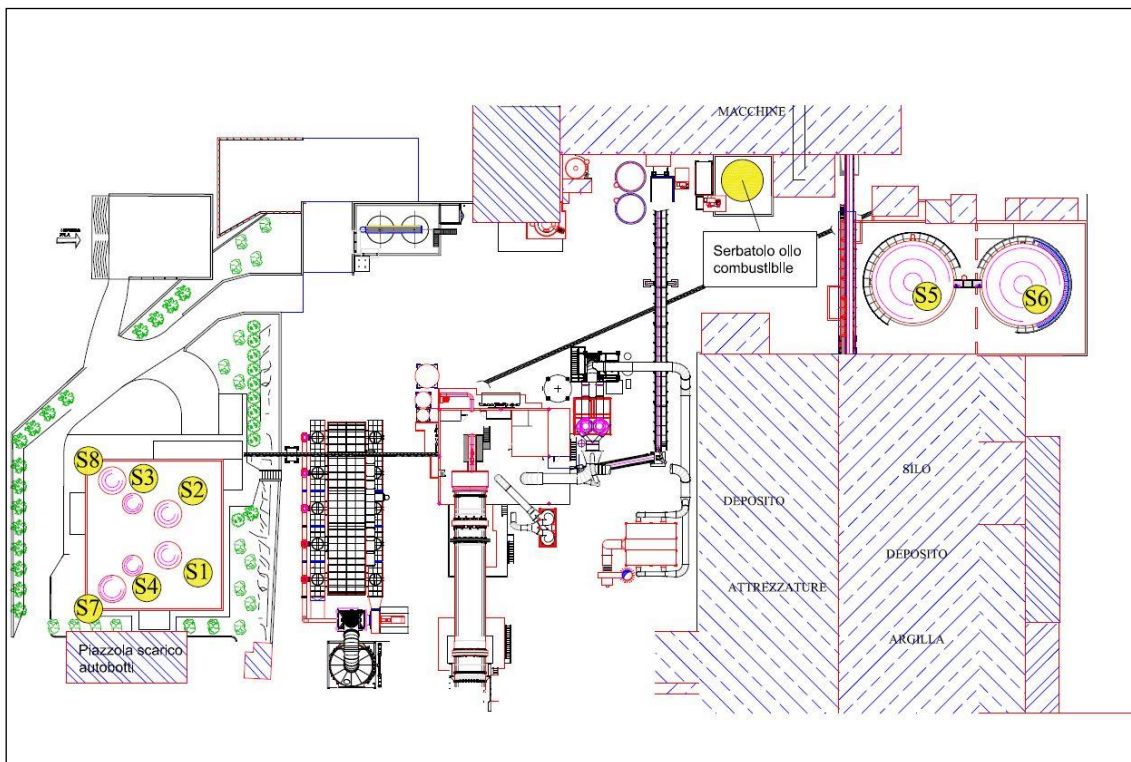 MACCHINE
Serbatoio olio
combustibile
S5
S6
S8
S3
S2
S1
S4
S7
Piazzola scarico
autobotti
SILO
DEPOSITO
DEPOSITO
ATTREZZATURE
ARGILLA